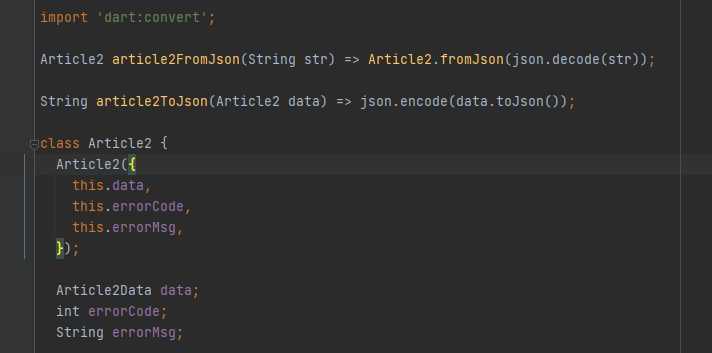 import 'dart:convert';
Article2 article2FromJson(String str) => Article2.fromJson(json.decode(str));
String article2ToJson(Article2 data) => json.encode(data.toJson());
class Article2 {
Article2({
this.data,
this.errorCode,
this.errorMsg,
});
Article2Data data;
int errorCode;
String errorMsg;